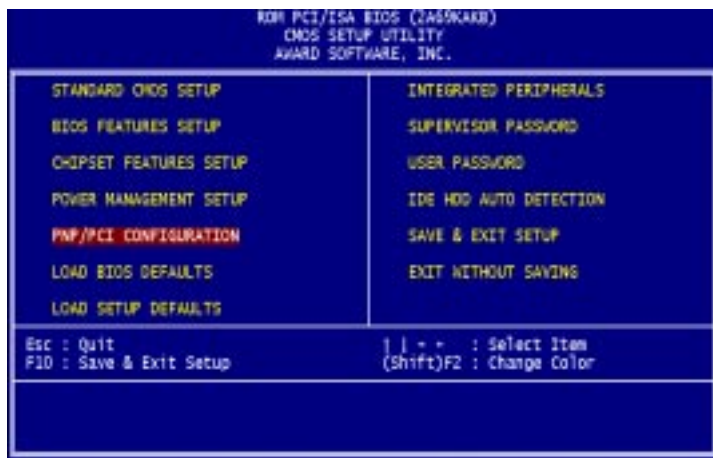 ROM PCI/ISA BIOS (2A69KAKB)
CMOS SETUP UTILITY
AWARD SOFTWARE, INC.
STANDARD CMOS SETUP
BIOS FEATURES SETUP
CHIPSET FEATURES SETUP
POWER MANAGEMENT SETUP
PNP/PCI CONFIGURATION
LOAD BIOS DEFAULTS
LOAD SETUP DEFAULTS
INTEGRATED PERIPHERALS
SUPERVISOR PASSWORD
USER PASSWORD
IDE HDD AUTO DETECTION
SAVE & EXIT SETUP
EXIT WITHOUT SAVING
Esc : Quit
F10 : Save & Exit Setup
: Select Item
(Shift)F2 : Change Color